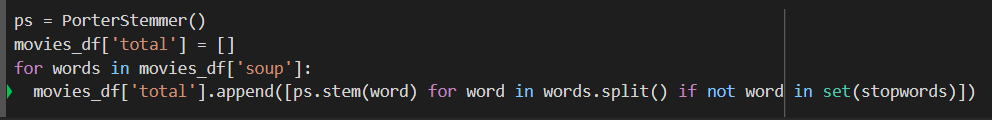 ps = PorterStemmer()
movies_df['total'] = []
for words in movies_df['soup']:
  movies_df['total'].append([ps.stem(word) for word in words.split() if not word in set(stopwords)])